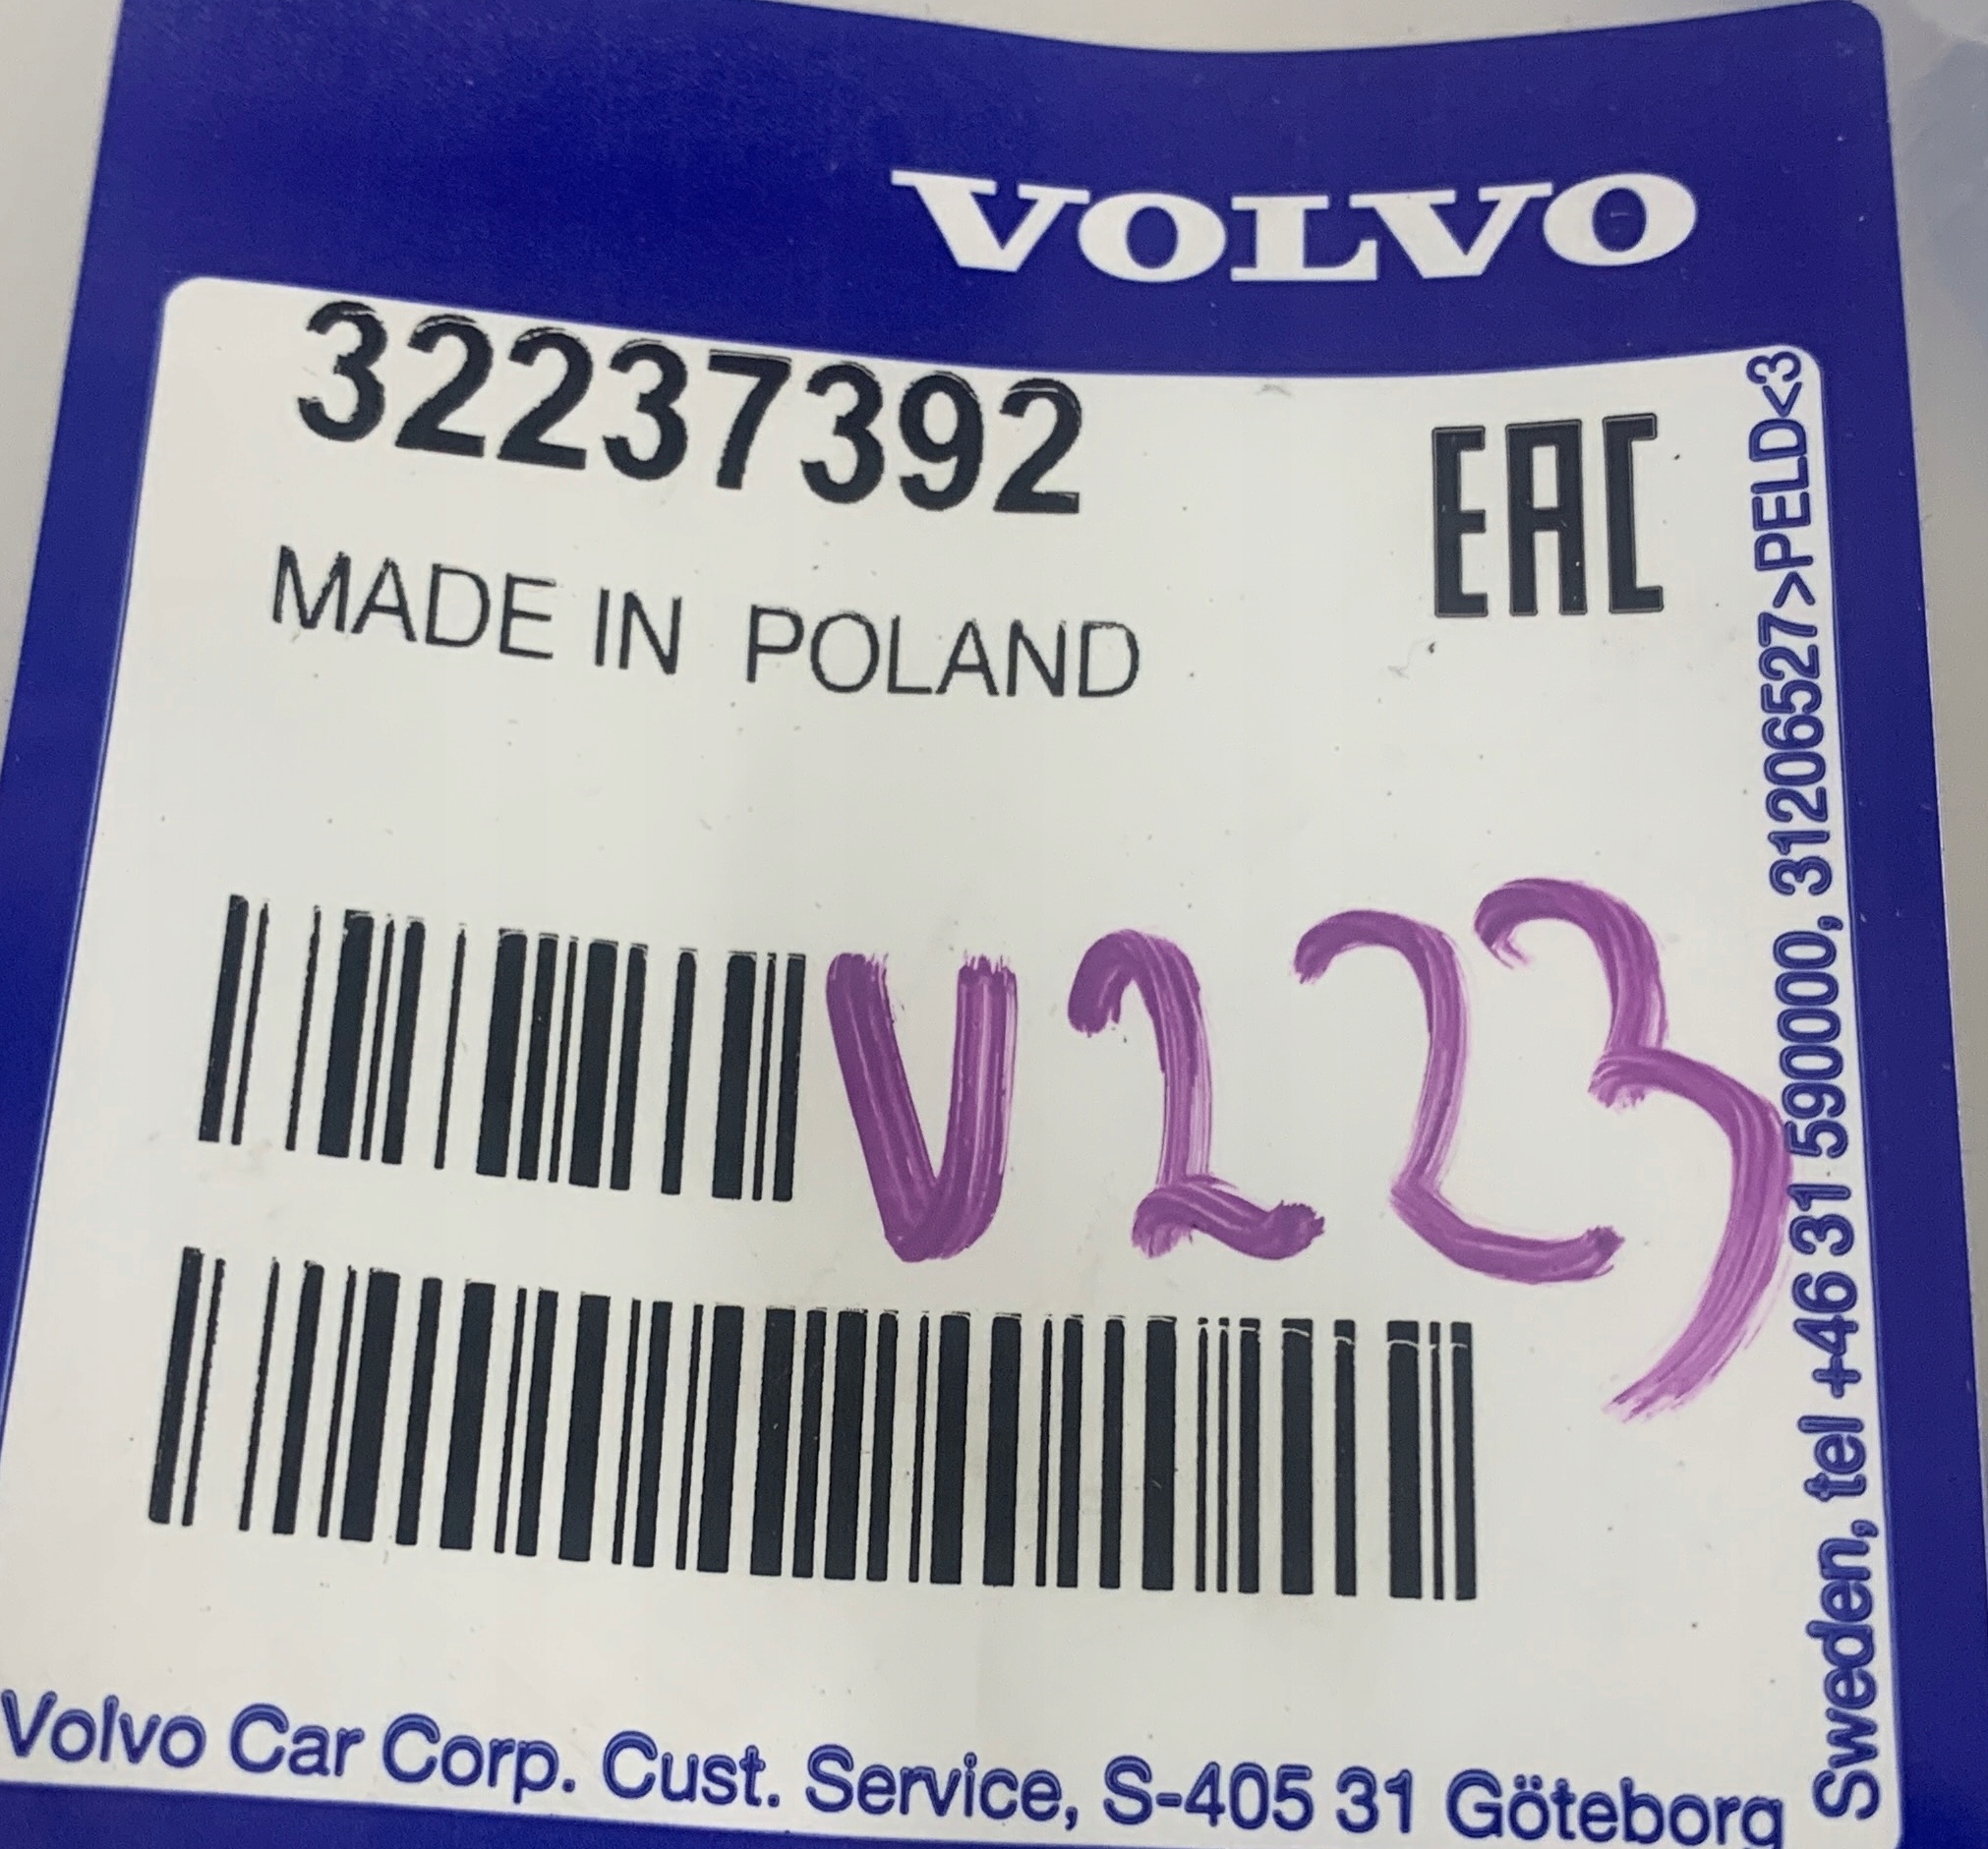 VOLVO
32237392
EAC
MADE IN POLAND
V223
Volvo Car Corp. Cust. Service, S-405 31 Göteborg
Sweden, tel +46 31 590000, 31206527>PELD<3